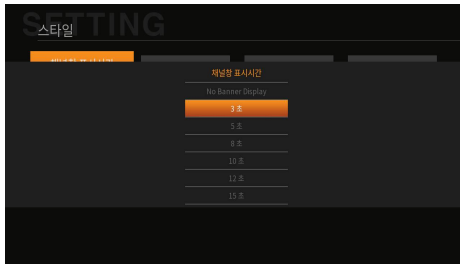 SETTING
스타일
채널창 표시시간
No Banner Display
3 초
5 초
8 초
10 초
12 초
15 초